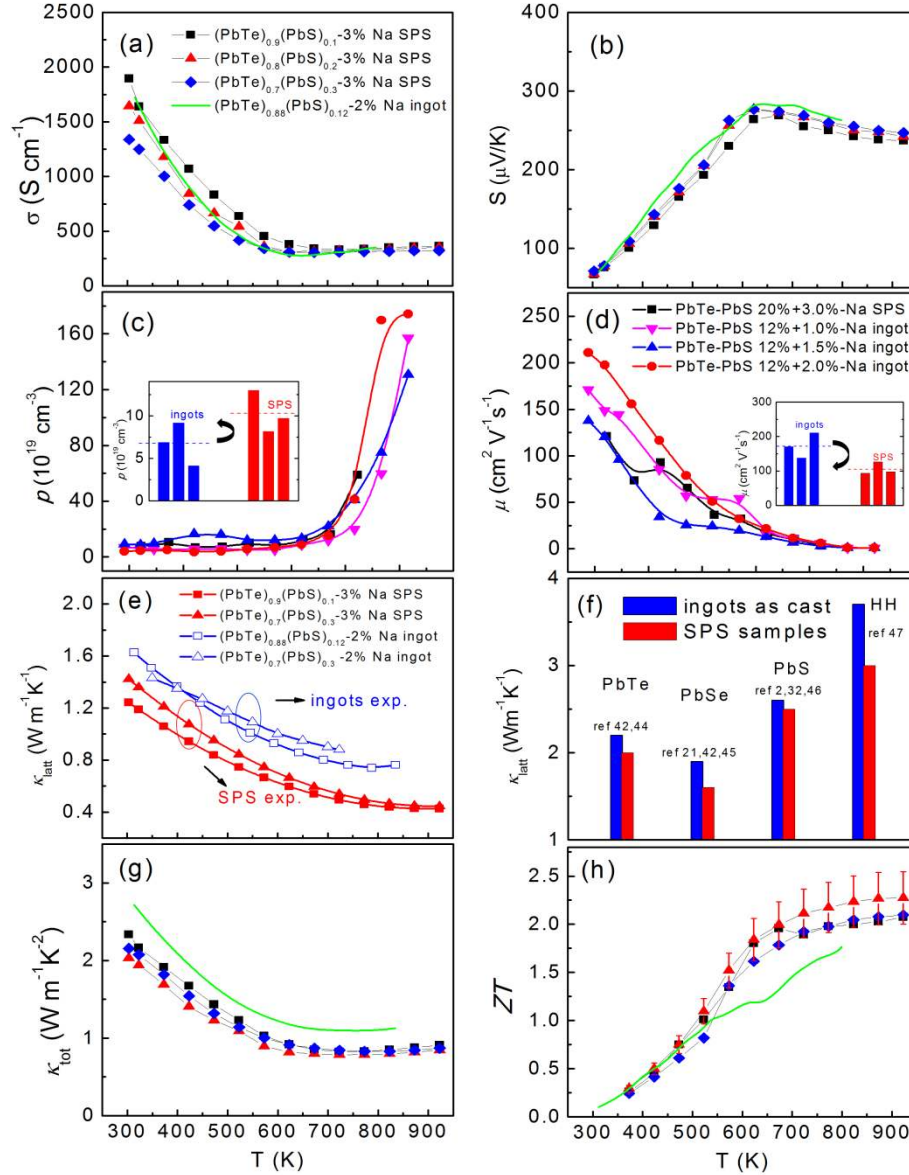 (a)
(PbTe)0.9(PbS)0.1-3% Na SPS
(PbTe)0.8(PbS)0.2-3% Na SPS
(PbTe)0.7(PbS)0.3-3% Na SPS
(PbTe)0.88(PbS)0.12-2% Na ingot
2500
2000
1500
1000
500
0
σ (S cm⁻¹)
(b)
400
300
200
100
S (μV/K)
(c)
160
120
80
40
0
p (10¹⁹ cm⁻³)
ingots
SPS
10
5
0
p (10¹⁹ cm⁻³)
(d)
PbTe-PbS 20%+3.0%-Na SPS
PbTe-PbS 12%+1.0%-Na ingot
PbTe-PbS 12%+1.5%-Na ingot
PbTe-PbS 12%+2.0%-Na ingot
250
200
150
100
50
0
μ (cm² V⁻¹s⁻¹)
ingots
SPS
300
200
100
0
(cm² V⁻¹s⁻¹)
(e)
(PbTe)0.9(PbS)0.1-3% Na SPS
(PbTe)0.7(PbS)0.3-3% Na SPS
(PbTe)0.88(PbS)0.12-2% Na ingot
(PbTe)0.7(PbS)0.3 -2% Na ingot
2.0
1.6
1.2
0.8
0.4
κlatt (W m⁻¹K⁻¹)
ingots exp.
SPS exp.
(f)
ingots as cast
SPS samples
4
3
2
1
κlatt (Wm⁻¹K⁻¹)
PbTe
ref 42,44
PbSe
ref 21,42,45
PbS
ref 2,32,46
HH
ref 47
(g)
3
2
1
0
κtot (W m⁻¹K⁻²)
300 400 500 600 700 800 900
T (K)
(h)
2.5
2.0
1.5
1.0
0.5
0.0
ZT
300 400 500 600 700 800 900
T (K)